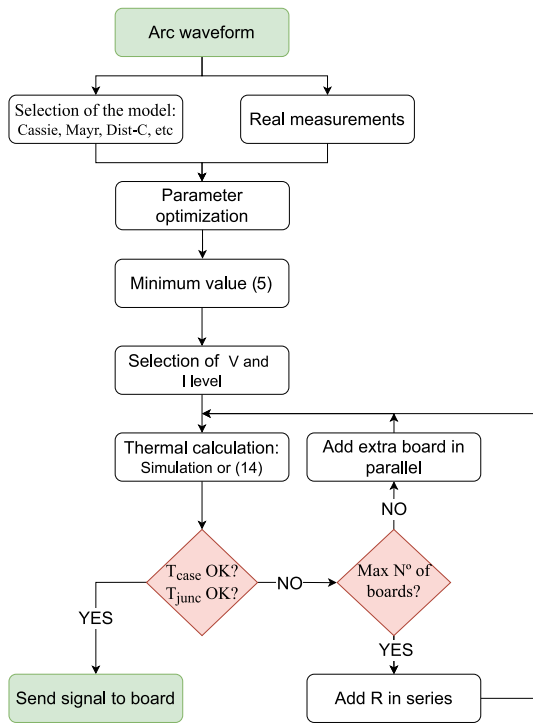 Arc waveform
Selection of the model:
Cassie, Mayr, Dist-C, etc
Real measurements
Parameter
optimization
Minimum value (5)
Selection of V and
I level
Thermal calculation:
Simulation or (14)
Add extra board in
parallel
NO
Tcase OK?
Tjunc OK?
NO
Max Nº of
boards?
YES
YES
Send signal to board
Add R in series